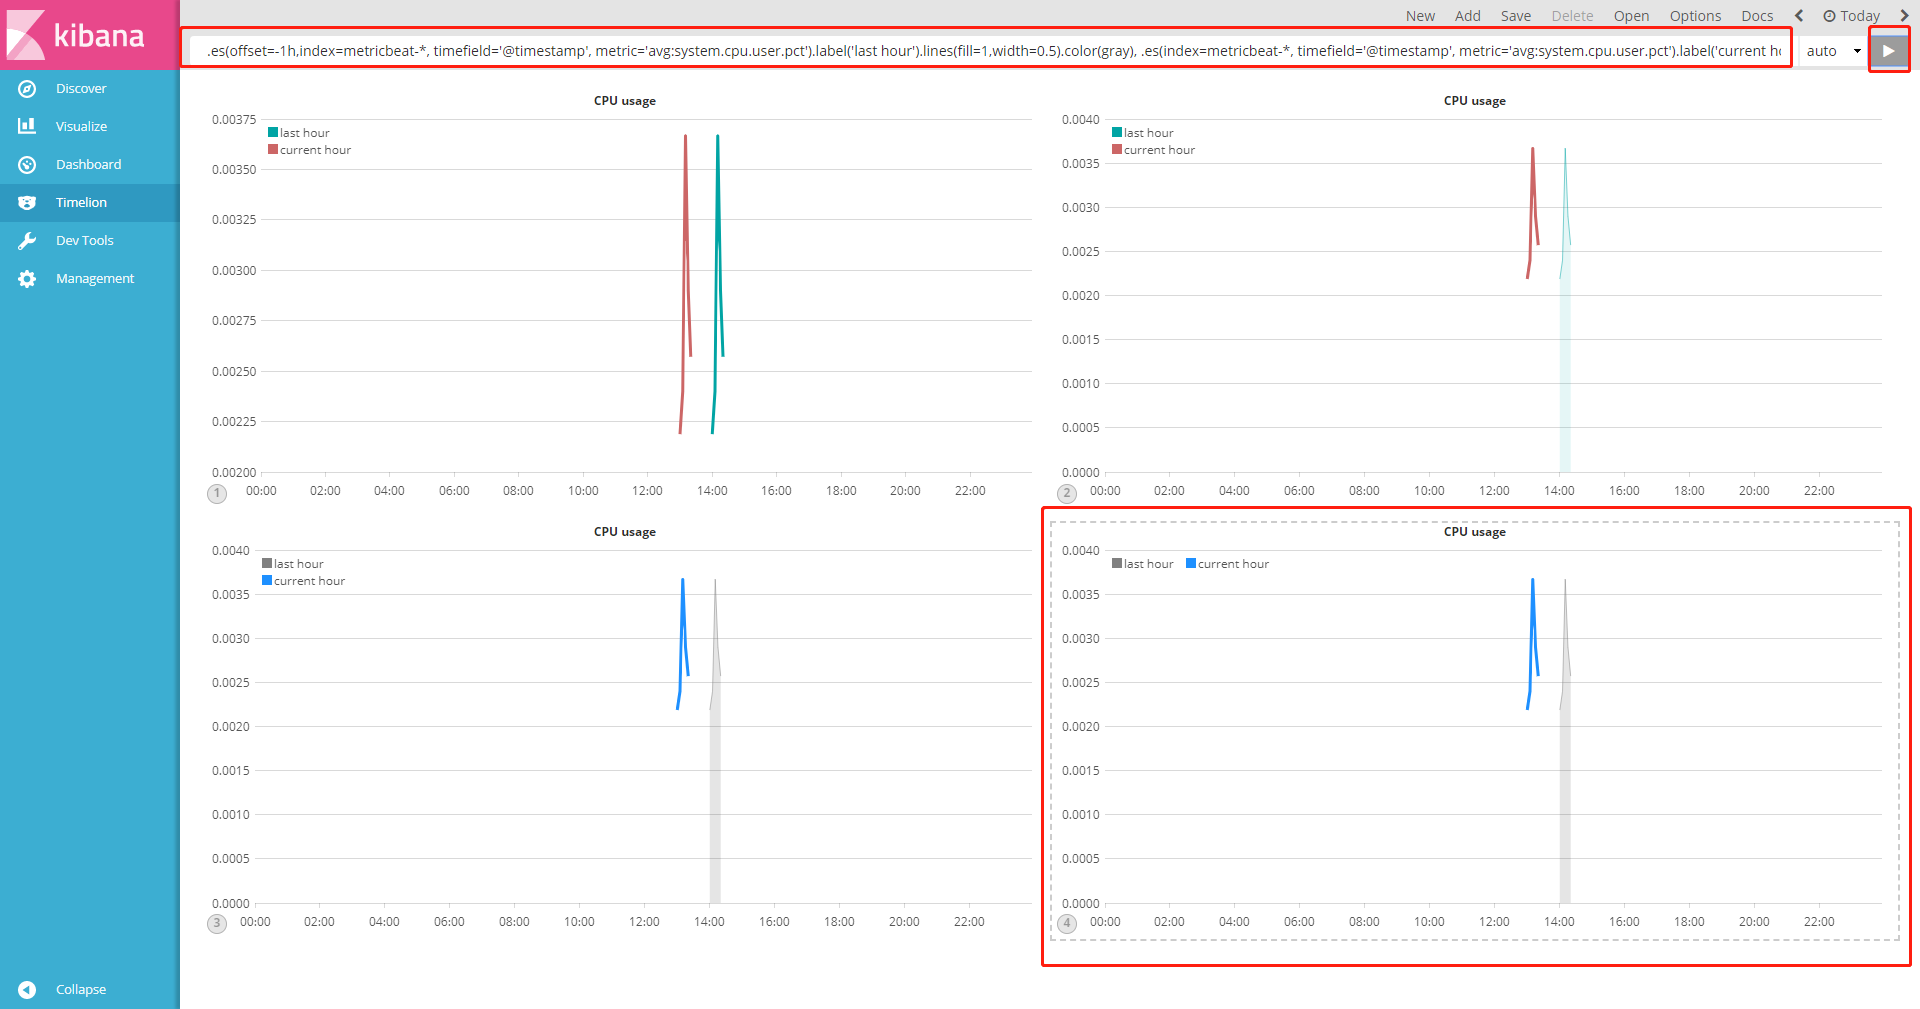 kibana
New Add Save Delete Open Options Docs Today
.es(offset=-1h,index=metricbeat-*, timefield='@timestamp', metric='avg:system.cpu.user.pct').label('last hour').lines(fill=1,width=0.5).color(gray), .es(index=metricbeat-*, timefield='@timestamp', metric='avg:system.cpu.user.pct').label('current ho
auto
Discover
Visualize
Dashboard
Timelion
Dev Tools
Management
Collapse
CPU usage
last hour
current hour
0.00375
0.00350
0.00325
0.00300
0.00275
0.00250
0.00225
0.00200
1
00:00 02:00 04:00 06:00 08:00 10:00 12:00 14:00 16:00 18:00 20:00 22:00
CPU usage
last hour
current hour
0.0040
0.0035
0.0030
0.0025
0.0020
0.0015
0.0010
0.0005
0.0000
2
00:00 02:00 04:00 06:00 08:00 10:00 12:00 14:00 16:00 18:00 20:00 22:00
CPU usage
last hour
current hour
0.0040
0.0035
0.0030
0.0025
0.0020
0.0015
0.0010
0.0005
0.0000
3
00:00 02:00 04:00 06:00 08:00 10:00 12:00 14:00 16:00 18:00 20:00 22:00
CPU usage
last hour current hour
0.0040
0.0035
0.0030
0.0025
0.0020
0.0015
0.0010
0.0005
0.0000
4
00:00 02:00 04:00 06:00 08:00 10:00 12:00 14:00 16:00 18:00 20:00 22:00